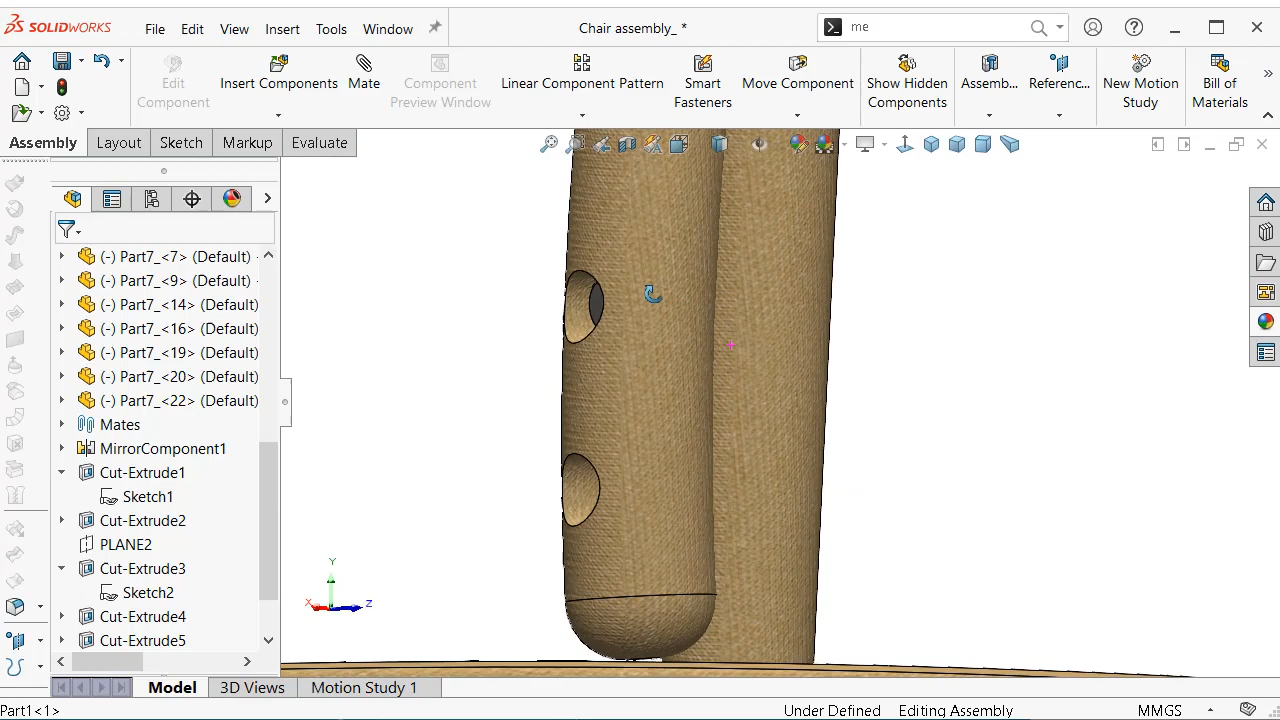 SOLIDWORKS
File Edit View Insert Tools Window
Chair assembly_ *
me
Edit Component
Insert Components
Mate
Component Preview Window
Linear Component Pattern
Smart Fasteners
Move Component
Show Hidden Components
Assemb...
Referenc...
New Motion Study
Bill of Materials
Assembly Layout Sketch Markup Evaluate
(-) Part7_<7> (Default)
(-) Part7_<9> (Default)
(-) Part7_<14> (Default)
(-) Part7_<16> (Default)
(-) Part7_<19> (Default)
(-) Part7_<20> (Default)
(-) Part7_<22> (Default)
Mates
MirrorComponent1
Cut-Extrude1
Sketch1
Cut-Extrude2
PLANE2
Cut-Extrude3
Sketch2
Cut-Extrude4
Cut-Extrude5
Y
X
Z
Model 3D Views Motion Study 1
Part1<1>
Under Defined Editing Assembly MMGS